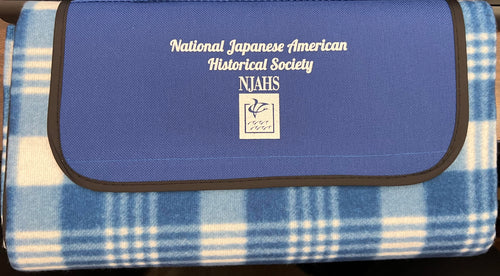 National Japanese American
Historical Society
NJAHS